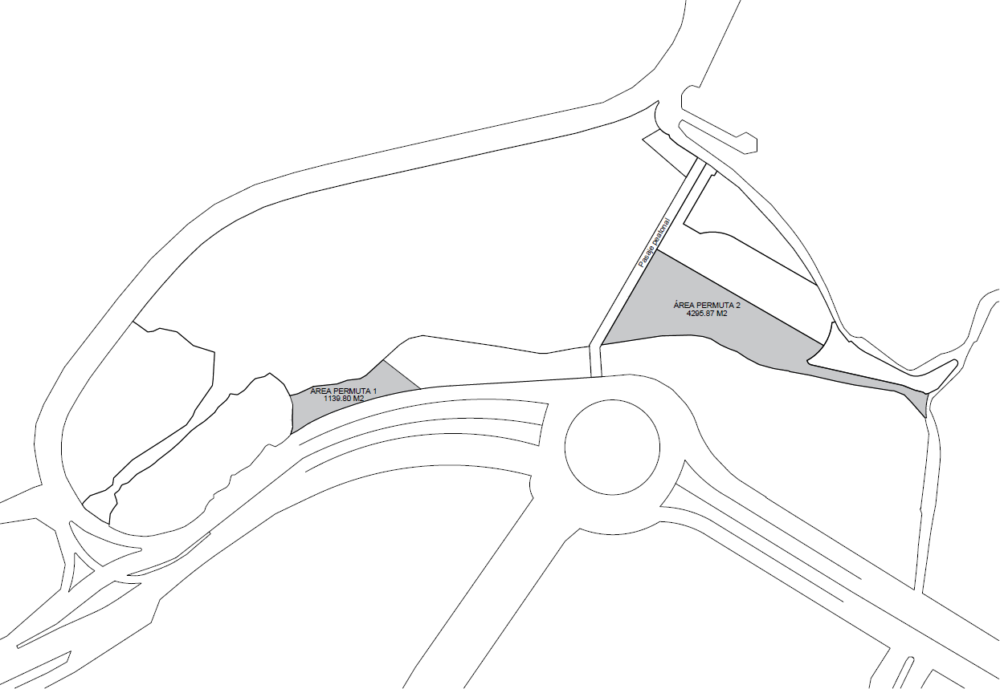 Pasaje peatonal
ÁREA PERMUTA 2
4295.87 M2
ÁREA PERMUTA 1
1139.80 M2